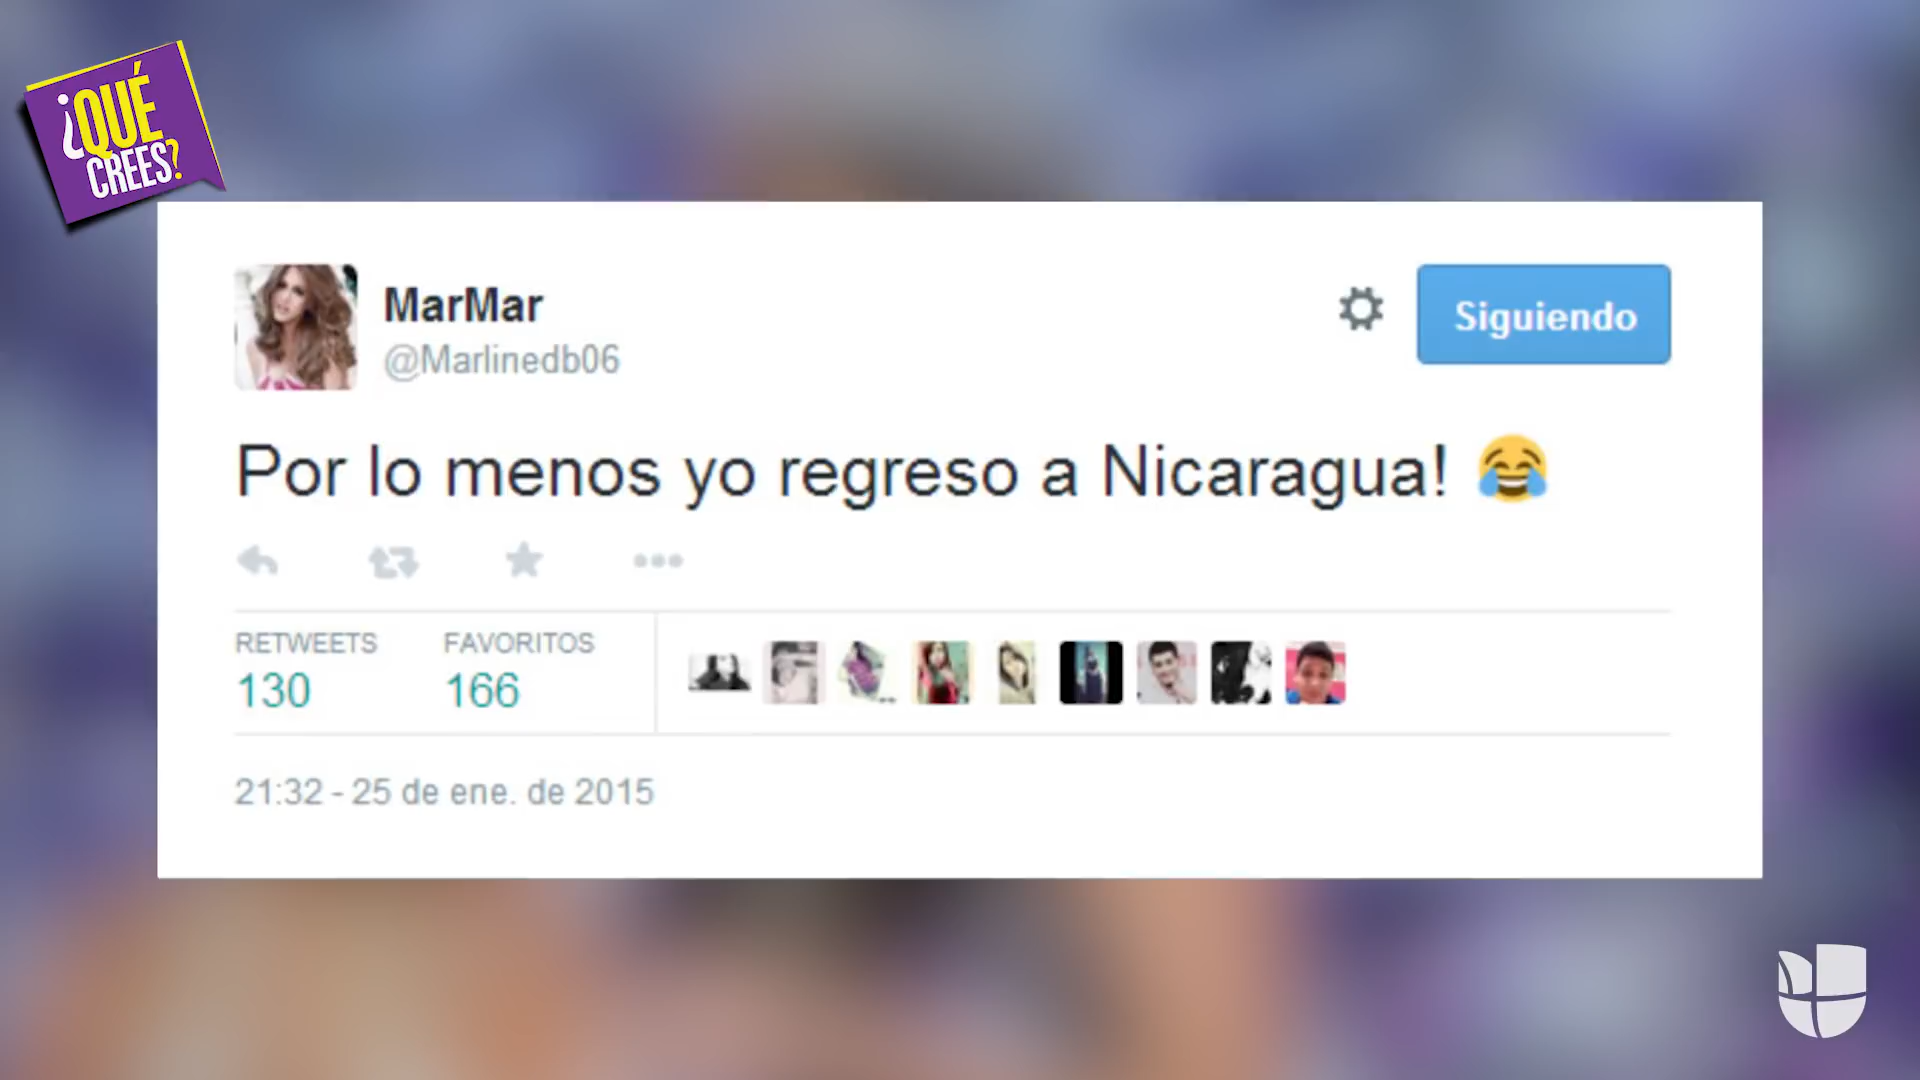 ¿QUÉ
CREES?
MarMar
@Marlinedb06
Siguiendo
Por lo menos yo regreso a Nicaragua! 😂
RETWEETS
FAVORITOS
130
166
21:32 - 25 de ene. de 2015